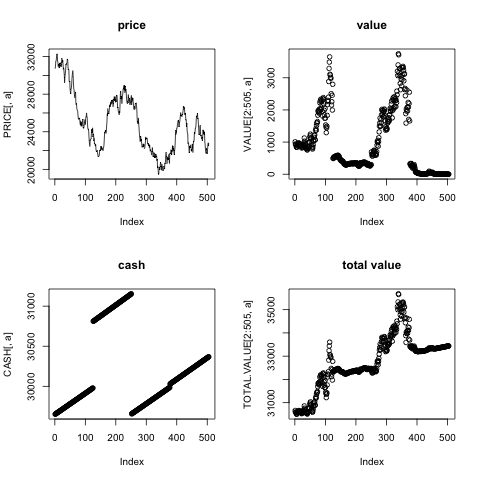 price
PRICE[, a]
20000 22000 24000 28000 32000
0 100 200 300 400 500
Index
value
VALUE[2:505, a]
0 1000 2000 3000
0 100 200 300 400 500
Index
cash
CASH[, a]
30000 30500 31000
0 100 200 300 400 500
Index
total value
TOTAL.VALUE[2:505, a]
31000 33000 35000
0 100 200 300 400 500
Index